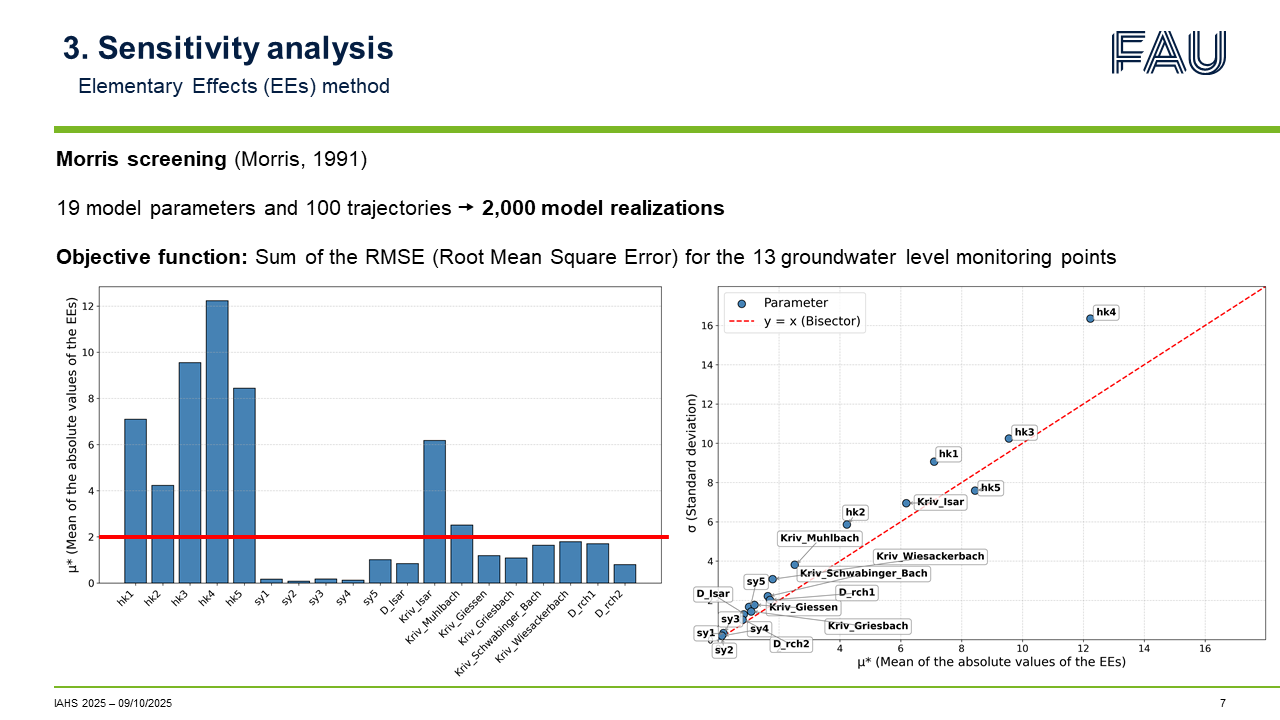 3. Sensitivity analysis
FAU
Elementary Effects (EEs) method
Morris screening (Morris, 1991)
19 model parameters and 100 trajectories → 2,000 model realizations
Objective function: Sum of the RMSE (Root Mean Square Error) for the 13 groundwater level monitoring points
μ* (Mean of the absolute values of the EEs)
12
10
8
6
4
2
0
hk1
hk2
hk3
hk4
hk5
sy1
sy2
sy3
sy4
sy5
D_Isar
Kriv_Isar
Kriv_Muhlbach
Kriv_Giessen
Kriv_Griesbach
Kriv_Schwabinger_Bach
Kriv_Wiesackerbach
D_rch1
D_rch2
Parameter
y = x (Bisector)
σ (Standard deviation)
16
14
12
10
8
6
4
2
0
hk4
hk3
hk1
hk5
Kriv_Isar
hk2
Kriv_Muhlbach
Kriv_Wiesackerbach
Kriv_Schwabinger_Bach
sy5
D_Isar
D_rch1
Kriv_Giessen
sy3
Kriv_Griesbach
sy1
sy4
D_rch2
sy2
4
6
8
10
12
14
16
μ* (Mean of the absolute values of the EEs)
IAHS 2025 – 09/10/2025
7